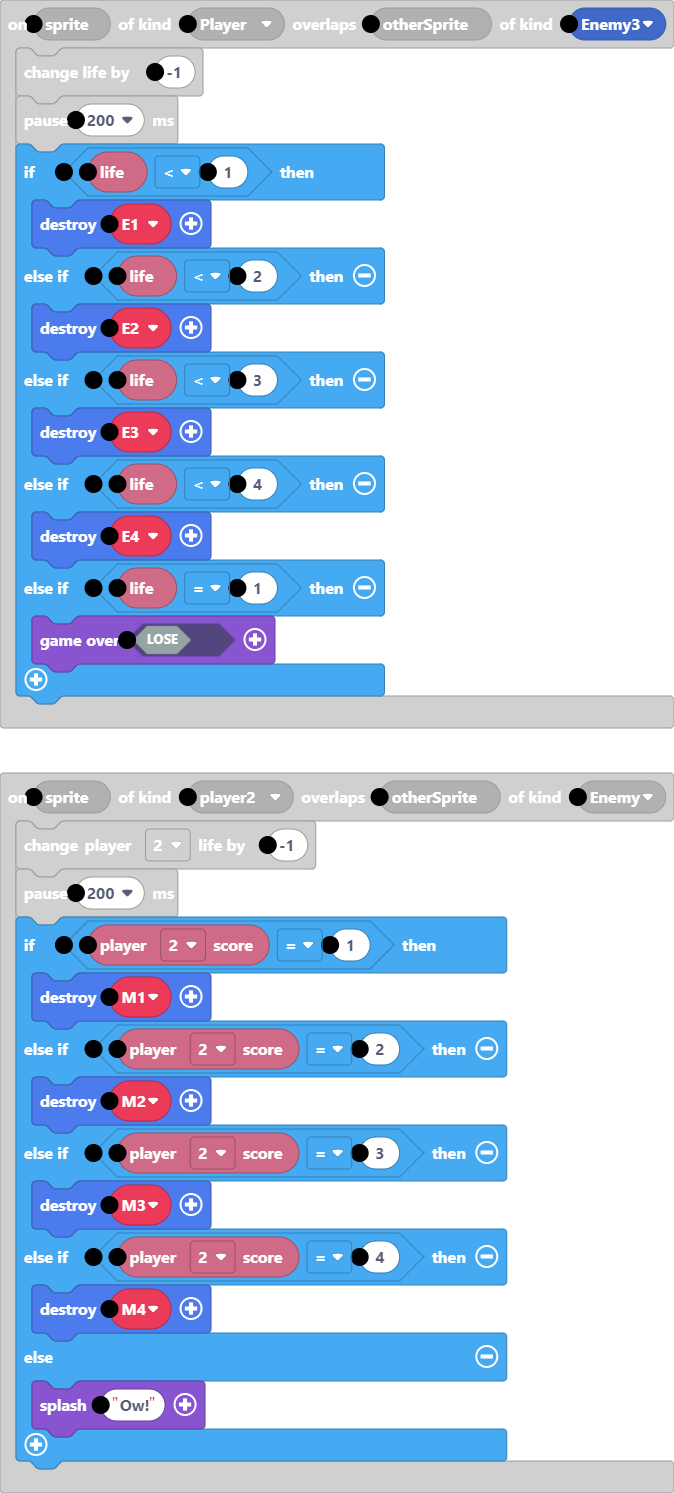 on sprite of kind Player overlaps otherSprite of kind Enemy3
change life by -1
pause 200 ms
if life < 1 then
destroy E1
else if life < 2 then
destroy E2
else if life < 3 then
destroy E3
else if life < 4 then
destroy E4
else if life = 1 then
game over LOSE
on sprite of kind player2 overlaps otherSprite of kind Enemy
change player 2 life by -1
pause 200 ms
if player 2 score = 1 then
destroy M1
else if player 2 score = 2 then
destroy M2
else if player 2 score = 3 then
destroy M3
else if player 2 score = 4 then
destroy M4
else
splash "Ow!"